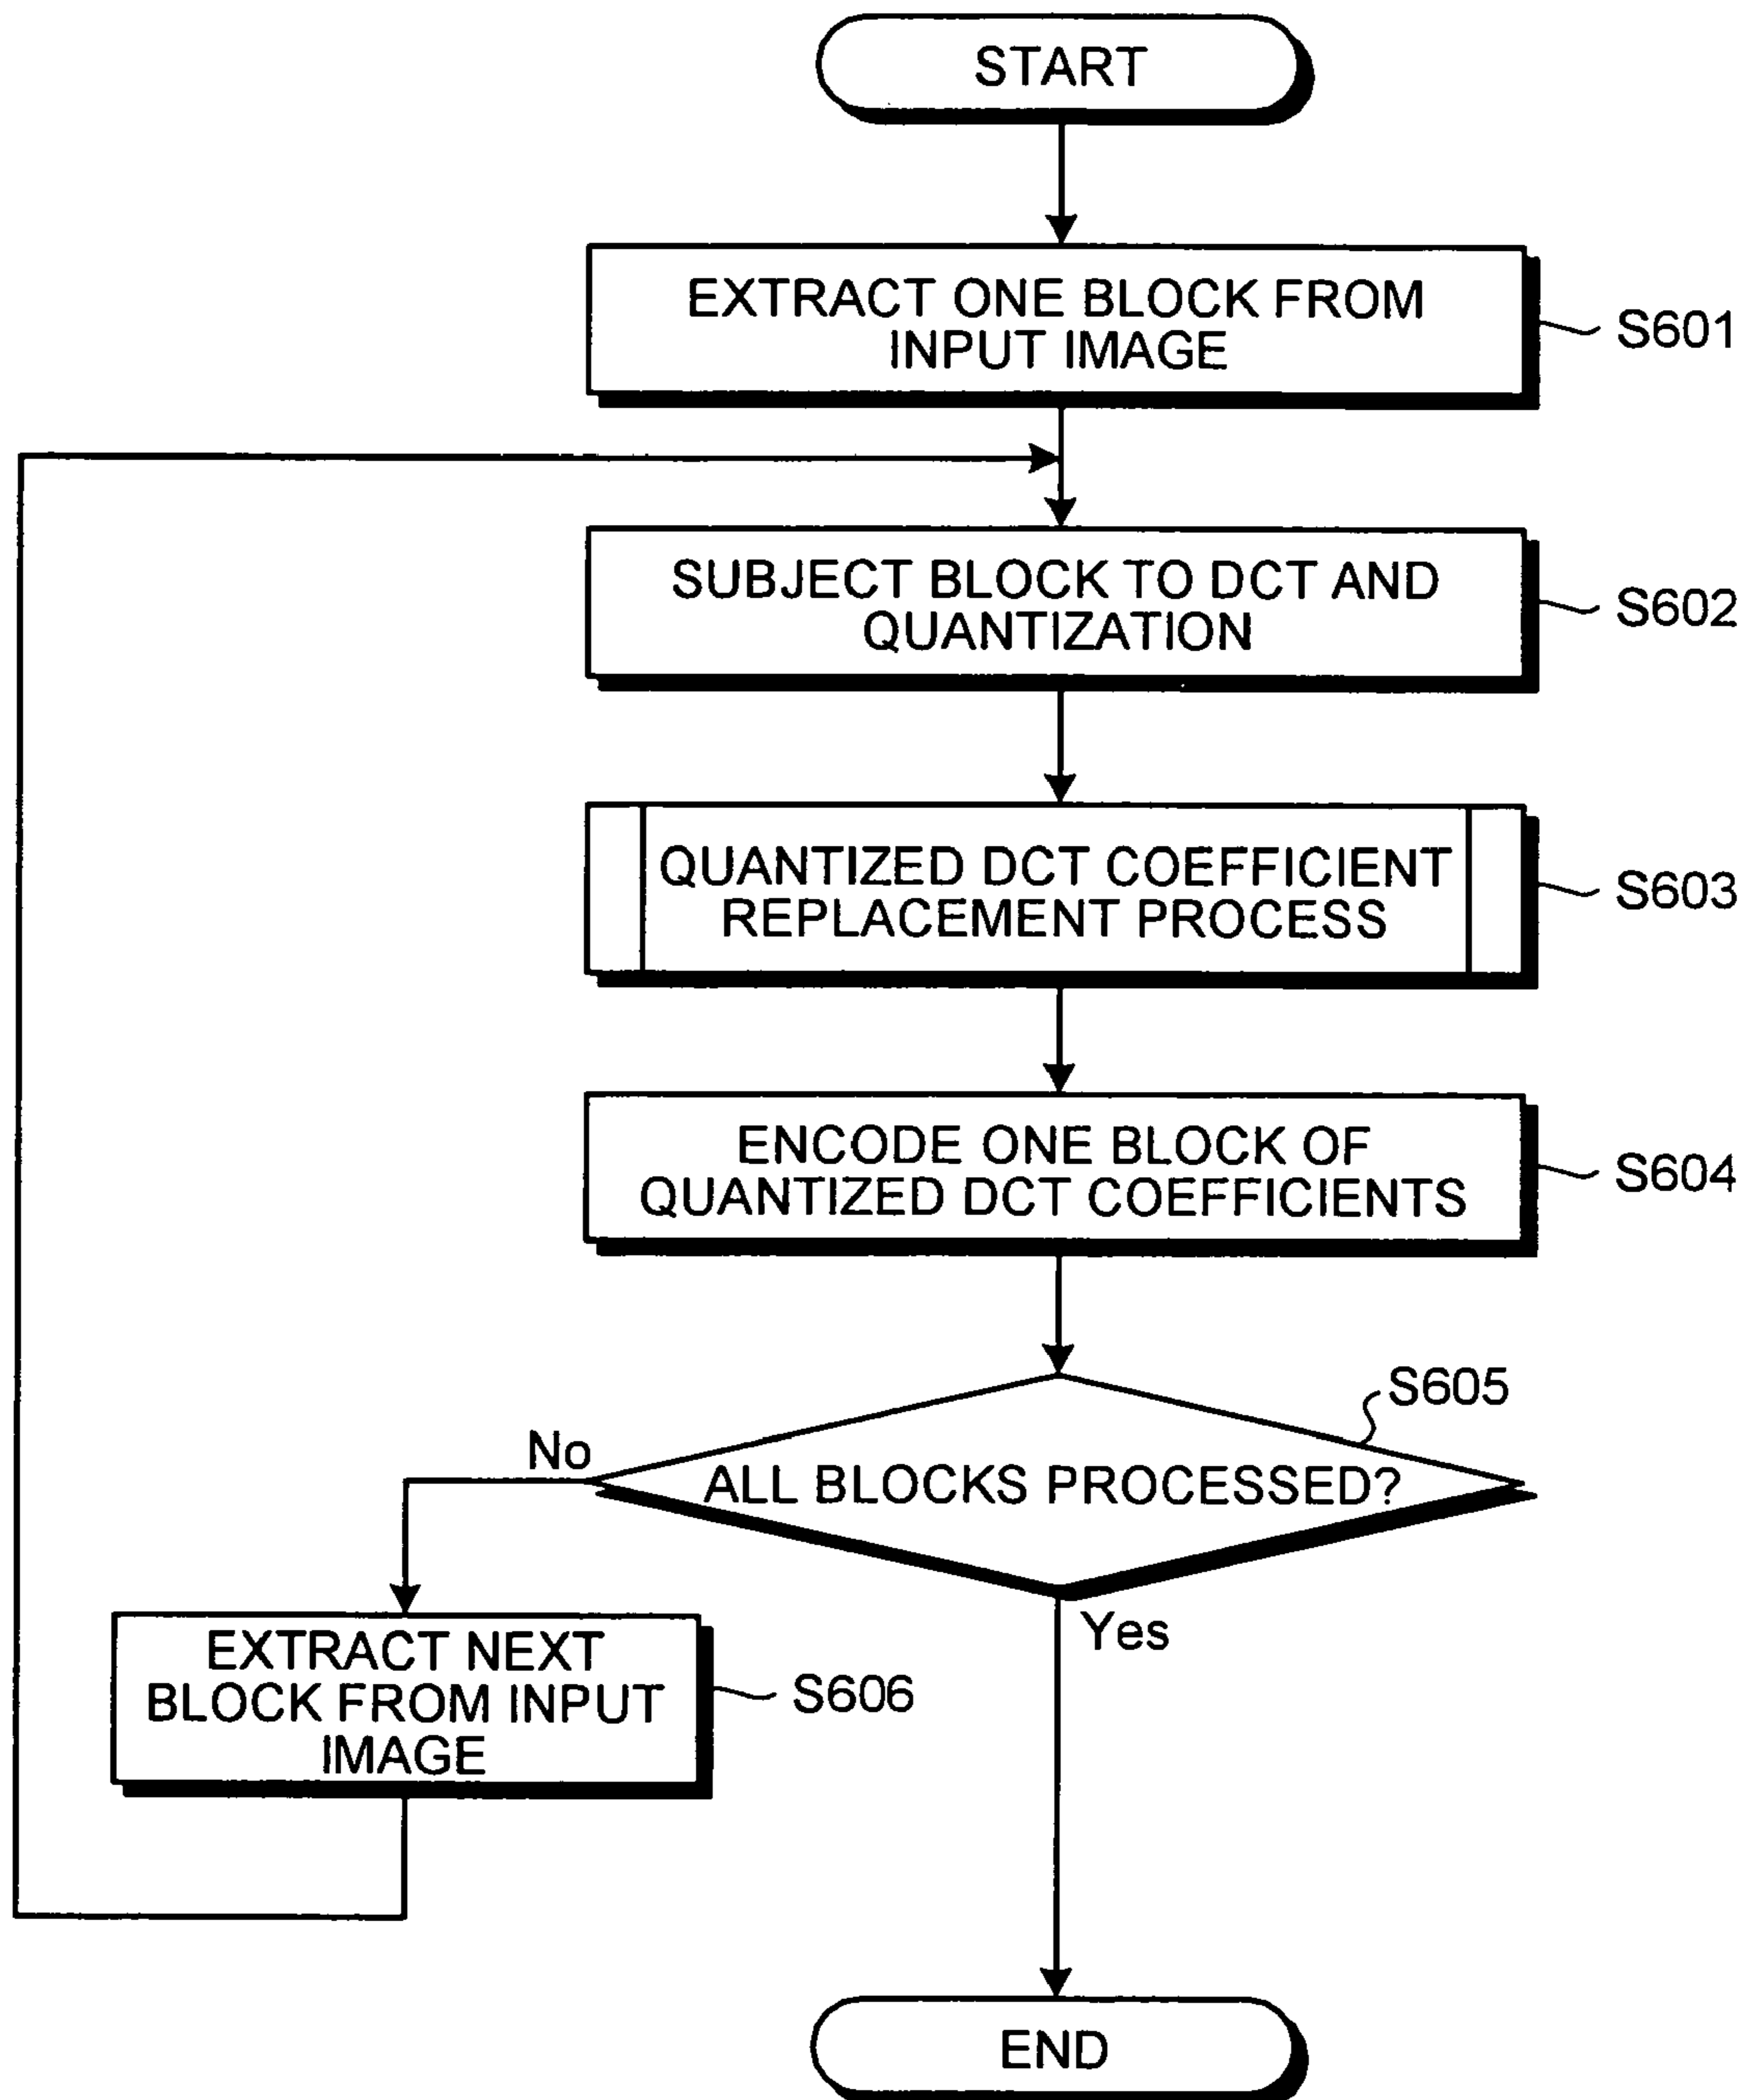 START
EXTRACT ONE BLOCK FROM
INPUT IMAGE
S601
SUBJECT BLOCK TO DCT AND
QUANTIZATION
S602
QUANTIZED DCT COEFFICIENT
REPLACEMENT PROCESS
S603
ENCODE ONE BLOCK OF
QUANTIZED DCT COEFFICIENTS
S604
S605
No
ALL BLOCKS PROCESSED?
Yes
EXTRACT NEXT
BLOCK FROM INPUT
IMAGE
S606
END